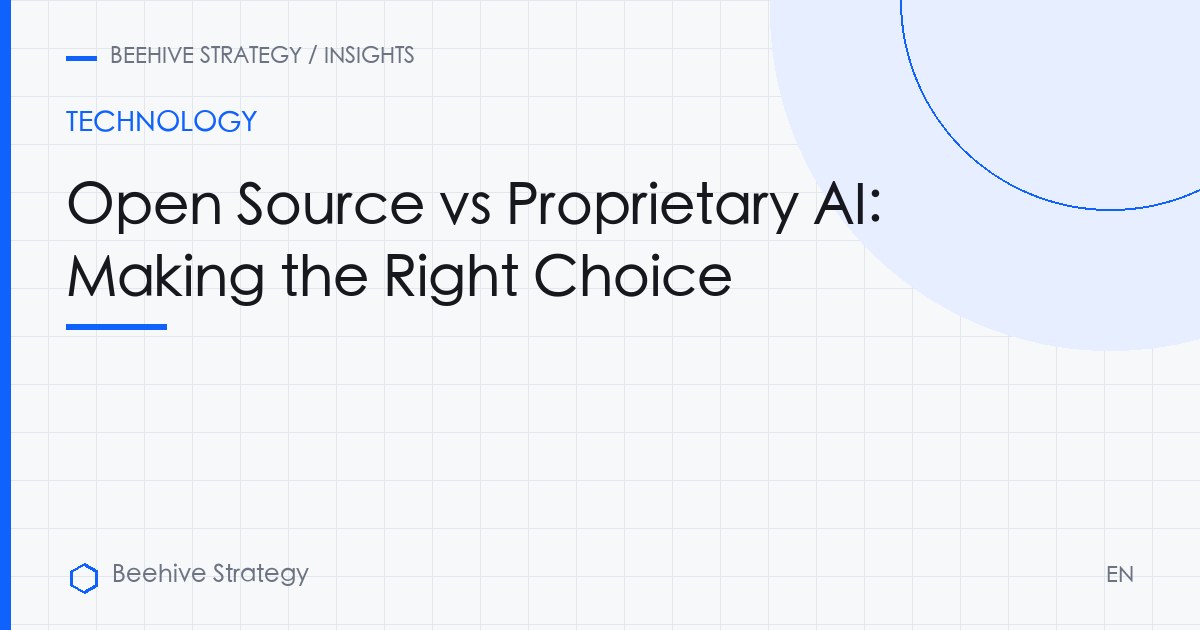 BEEHIVE STRATEGY / INSIGHTS
TECHNOLOGY
Open Source vs Proprietary AI:
Making the Right Choice
Beehive Strategy
EN